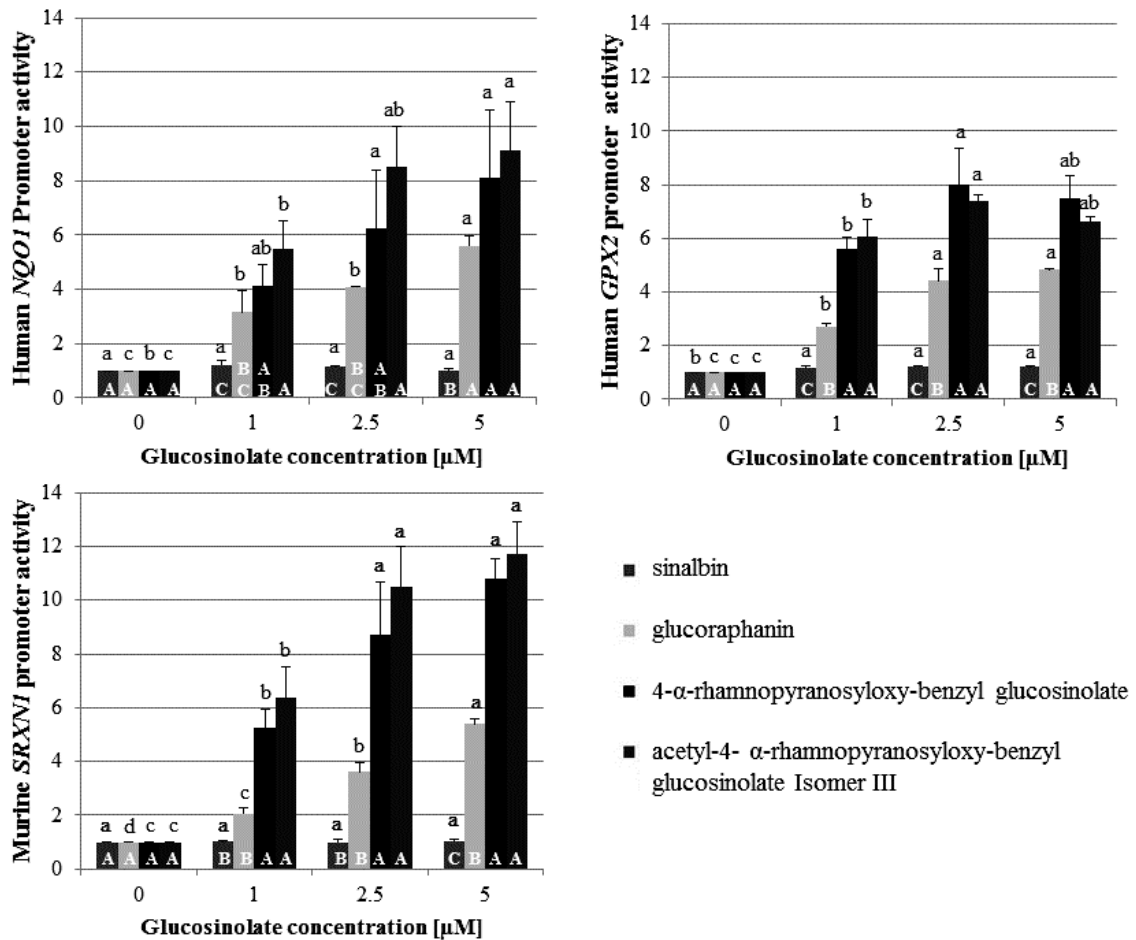 Human NQO1 Promoter activity
14
12
10
8
6
4
2
0
a c b c
A A A A
a b ab b
B A
C C B A
a b a ab
B A
C C B A
a a a a
B A A A
0 1 2.5 5
Glucosinolate concentration [µM]
Human GPX2 promoter activity
14
12
10
8
6
4
2
0
b c c c
A A A A
a b b b
C B A A
a a a a
C B A A
a a ab ab
C B A A
0 1 2.5 5
Glucosinolate concentration [µM]
Murine SRXN1 promoter activity
14
12
10
8
6
4
2
0
a d c c
A A A A
a c b b
B B A A
a b a a
B B A A
a a a a
C B A A
0 1 2.5 5
Glucosinolate concentration [µM]
sinalbin
glucoraphanin
4-α-rhamnopyranosyloxy-benzyl glucosinolate
acetyl-4- α-rhamnopyranosyloxy-benzyl
glucosinolate Isomer III